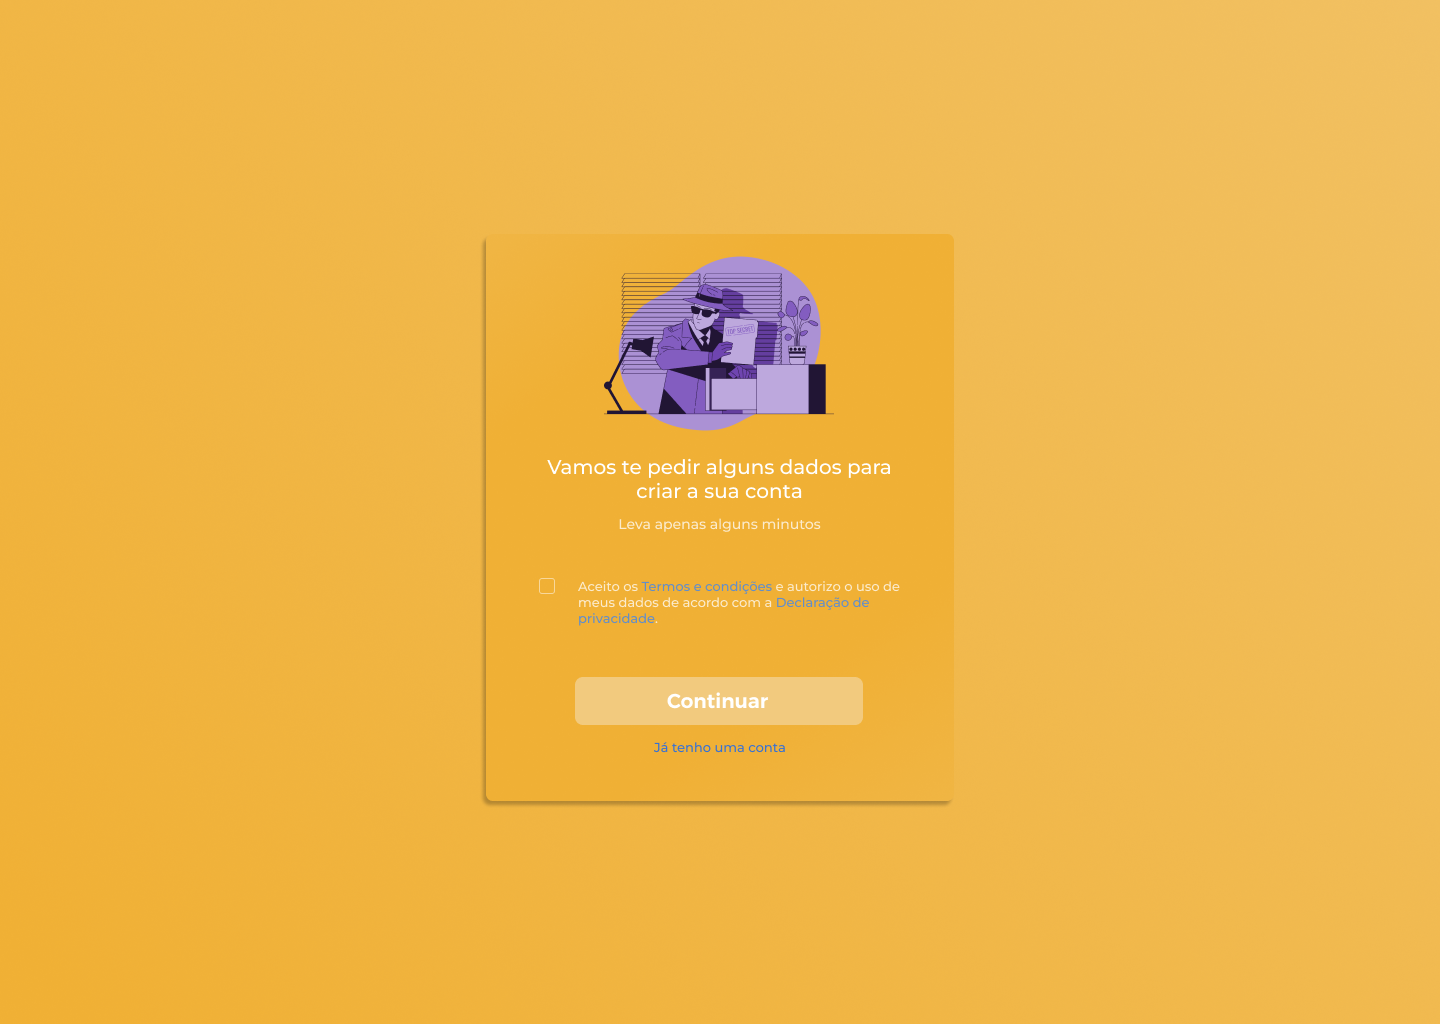 TOP SECRET
Vamos te pedir alguns dados para
criar a sua conta
Leva apenas alguns minutos
Aceito os Termos e condições e autorizo o uso de
meus dados de acordo com a Declaração de
privacidade.
Continuar
Já tenho uma conta